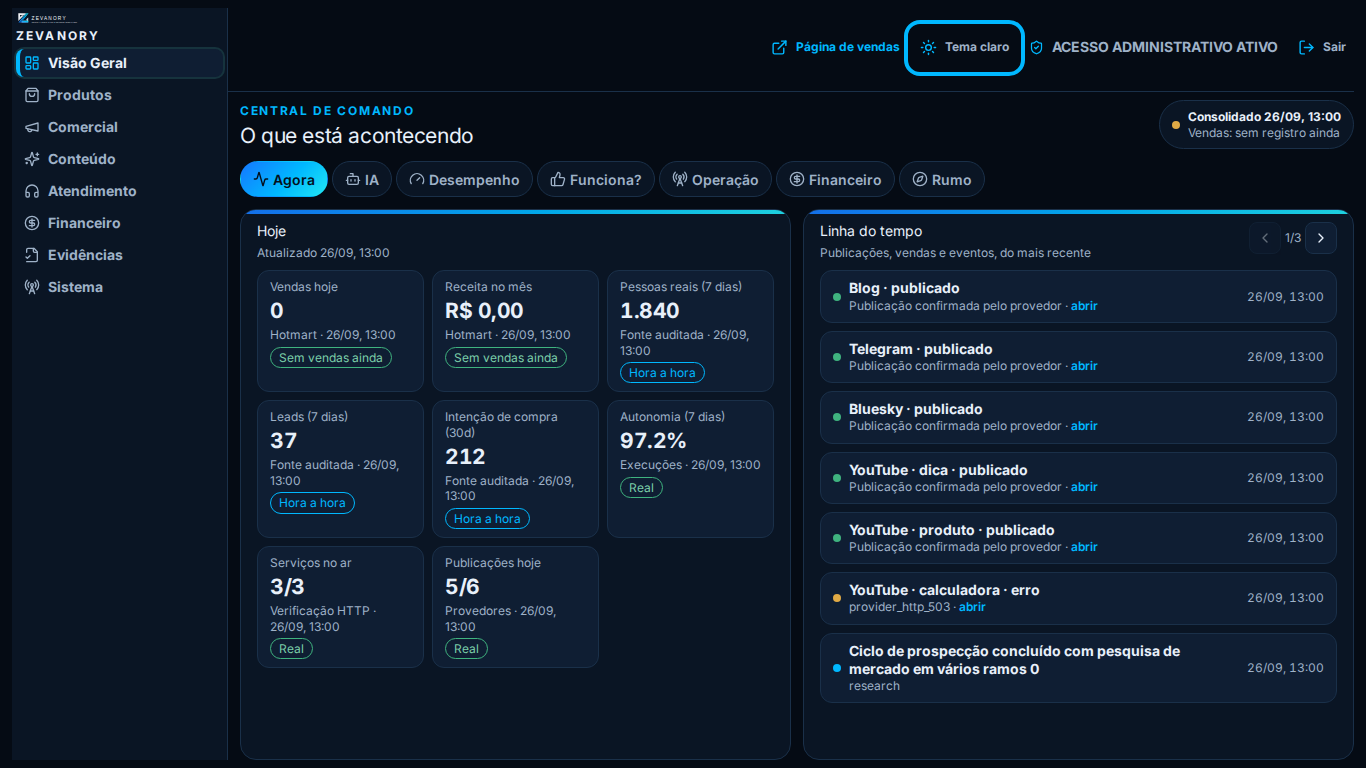 ZEVANORY
ZEVANORY
Visão Geral
Produtos
Comercial
Conteúdo
Atendimento
Financeiro
Evidências
Sistema
Página de vendas
Tema claro
ACESSO ADMINISTRATIVO ATIVO
Sair
CENTRAL DE COMANDO
O que está acontecendo
Consolidado 26/09, 13:00
Vendas: sem registro ainda
Agora
IA
Desempenho
Funciona?
Operação
Financeiro
Rumo
Hoje
Atualizado 26/09, 13:00
Vendas hoje
0
Hotmart · 26/09, 13:00
Sem vendas ainda
Receita no mês
R$ 0,00
Hotmart · 26/09, 13:00
Sem vendas ainda
Pessoas reais (7 dias)
1.840
Fonte auditada · 26/09,
13:00
Hora a hora
Leads (7 dias)
37
Fonte auditada · 26/09,
13:00
Hora a hora
Intenção de compra
(30d)
212
Fonte auditada · 26/09,
13:00
Hora a hora
Autonomia (7 dias)
97.2%
Execuções · 26/09, 13:00
Real
Serviços no ar
3/3
Verificação HTTP ·
26/09, 13:00
Real
Publicações hoje
5/6
Provedores · 26/09,
13:00
Real
Linha do tempo
Publicações, vendas e eventos, do mais recente
1/3
Blog · publicado
Publicação confirmada pelo provedor · abrir
26/09, 13:00
Telegram · publicado
Publicação confirmada pelo provedor · abrir
26/09, 13:00
Bluesky · publicado
Publicação confirmada pelo provedor · abrir
26/09, 13:00
YouTube · dica · publicado
Publicação confirmada pelo provedor · abrir
26/09, 13:00
YouTube · produto · publicado
Publicação confirmada pelo provedor · abrir
26/09, 13:00
YouTube · calculadora · erro
provider_http_503 · abrir
26/09, 13:00
Ciclo de prospecção concluído com pesquisa de
mercado em vários ramos 0
research
26/09, 13:00